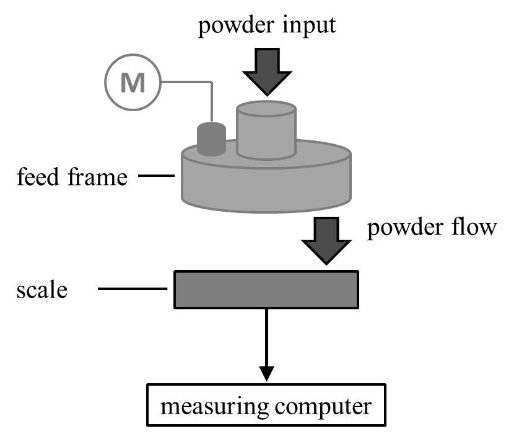 powder input
M
feed frame
powder flow
scale
measuring computer